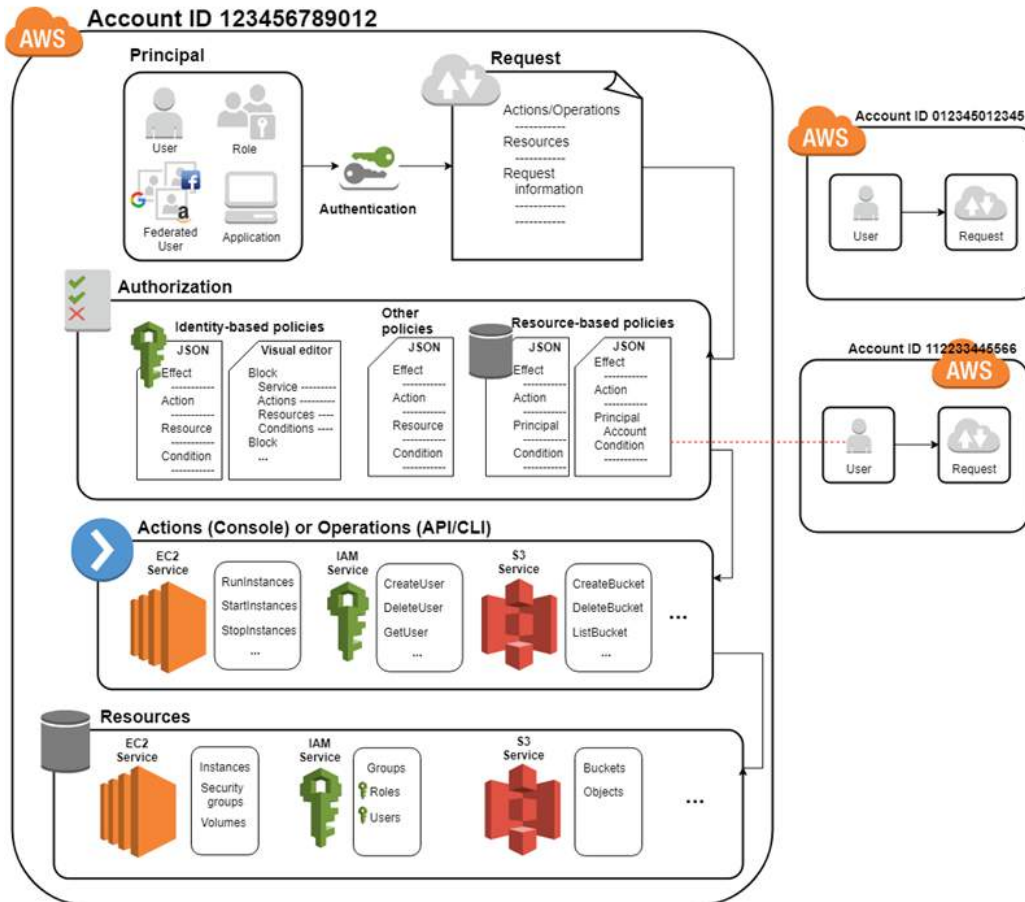 AWS
Account ID 123456789012
Principal
User
Role
G
f
a
Federated
User
Application
Authentication
Request
Actions/Operations
-----------
Resources
-----------
Request
information
-----------
-----------
AWS
Account ID 012345012345
User
Request
Authorization
Identity-based policies
JSON
Effect
-----------
Action
-----------
Resource
-----------
Condition
-----------
Visual editor
Block
Service ---------
Actions ---------
Resources ----
Conditions ----
Block
...
Other
policies
JSON
Effect
-----------
Action
-----------
Resource
-----------
Condition
-----------
Resource-based policies
JSON
Effect
-----------
Action
-----------
Principal
-----------
Condition
-----------
JSON
Effect
-----------
Action
-----------
Principal
Account
Condition
-----------
Account ID 112233445566
AWS
User
Request
Actions (Console) or Operations (API/CLI)
EC2
Service
RunInstances
StartInstances
StopInstances
...
IAM
Service
CreateUser
DeleteUser
GetUser
...
S3
Service
CreateBucket
DeleteBucket
ListBucket
...
...
Resources
EC2
Service
Instances
Security
groups
Volumes
IAM
Service
Groups
Roles
Users
S3
Service
Buckets
Objects
...